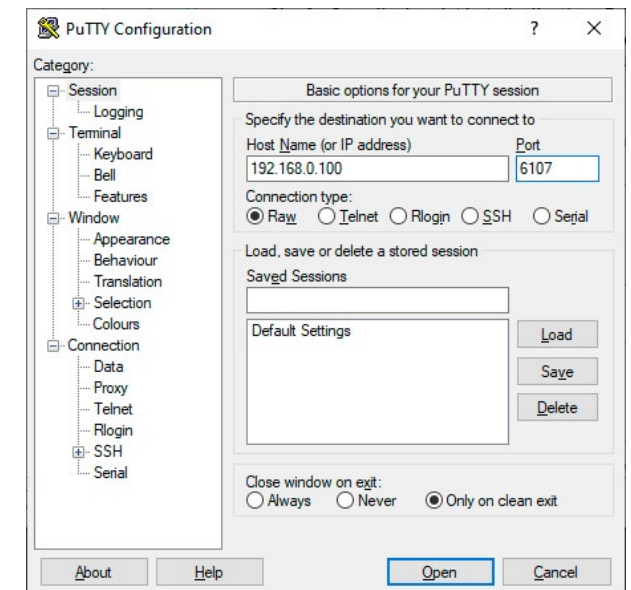 PuTTY Configuration
?
Category:
Session
Logging
Terminal
Keyboard
Bell
Features
Window
Appearance
Behaviour
Translation
Selection
Colours
Connection
Data
Proxy
Telnet
Rlogin
SSH
Serial
Basic options for your PuTTY session
Specify the destination you want to connect to
Host Name (or IP address) Port
192.168.0.100 6107
Connection type:
Raw Telnet Rlogin SSH Serial
Load, save or delete a stored session
Saved Sessions
Default Settings
Load
Save
Delete
Close window on exit:
Always Never Only on clean exit
About Help Open Cancel